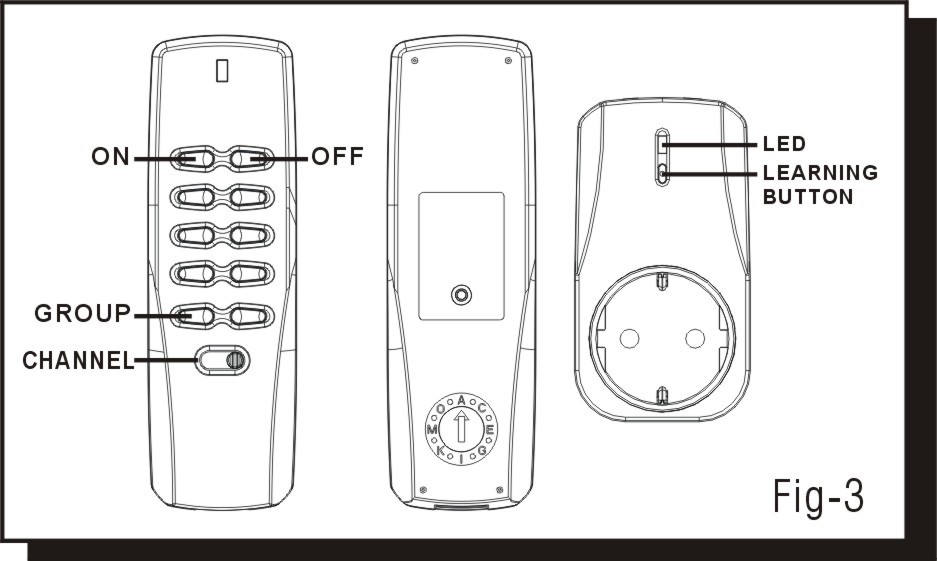 ON
OFF
GROUP
CHANNEL
A
C
E
G
I
K
M
O
LED
LEARNING
BUTTON
Fig-3